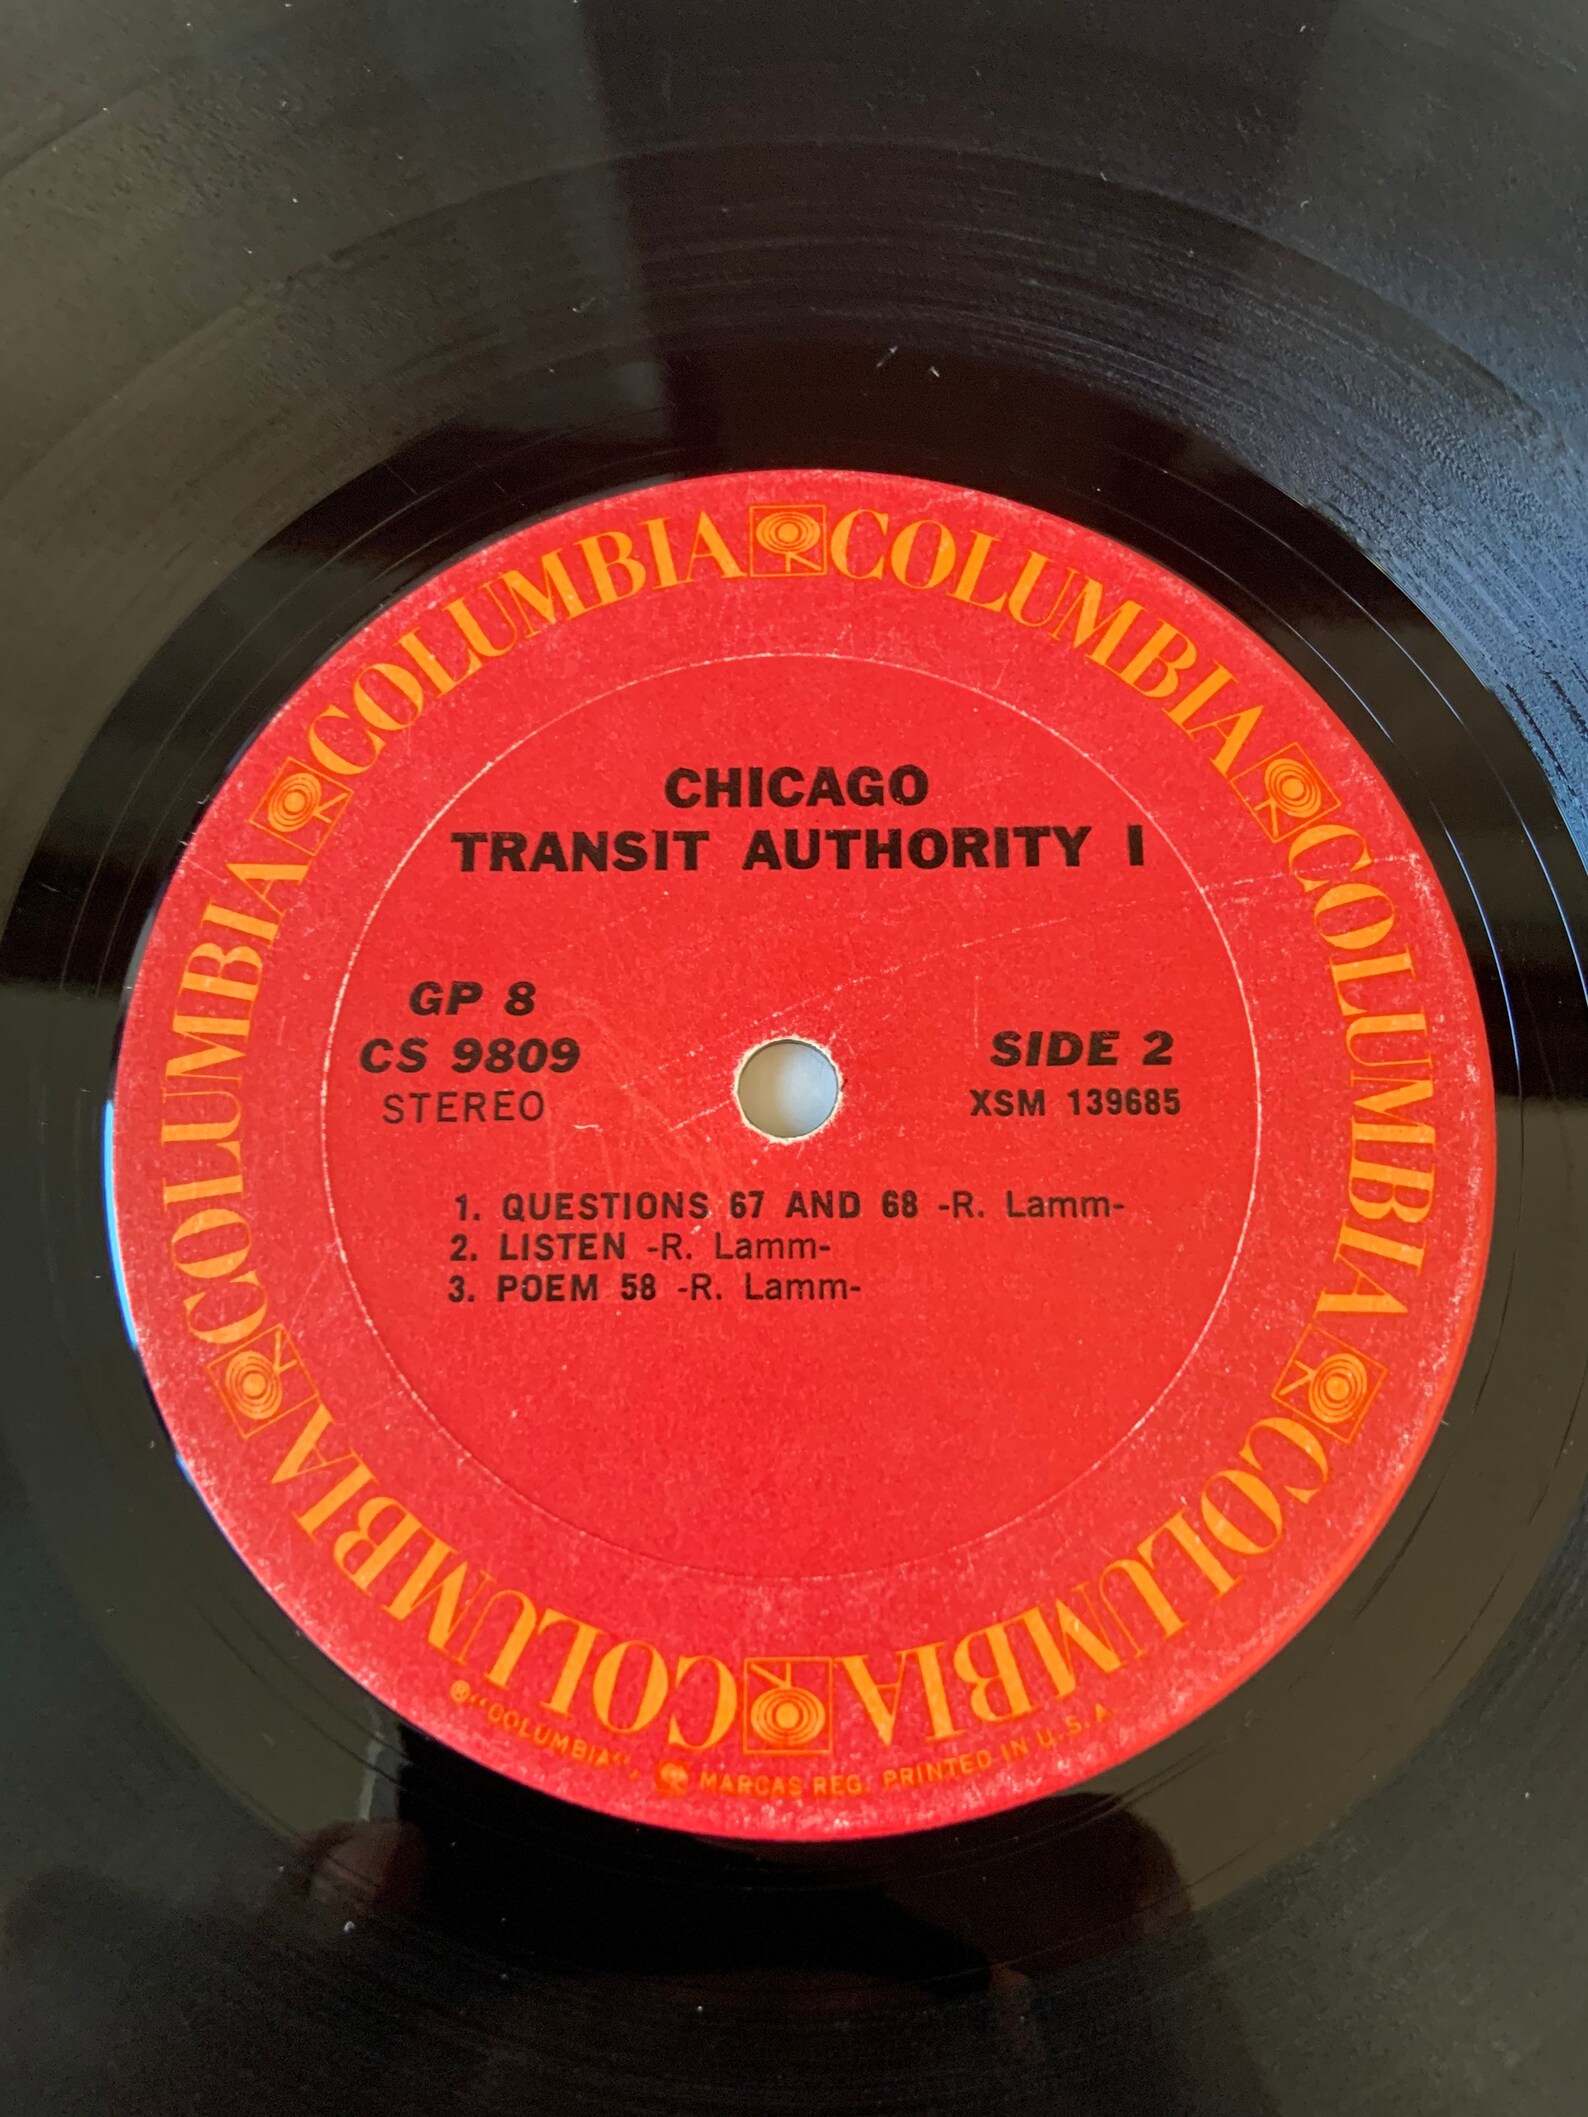 COLUMBIA COLUMBIA COLUMBIA COLUMBIA COLUMBIA COLUMBIA
CHICAGO
TRANSIT AUTHORITY I
GP 8
CS 9809
STEREO
SIDE 2
XSM 139685
1. QUESTIONS 67 AND 68 -R. Lamm-
2. LISTEN -R. Lamm-
3. POEM 58 -R. Lamm-
® "COLUMBIA", MARCAS REG. PRINTED IN U.S.A